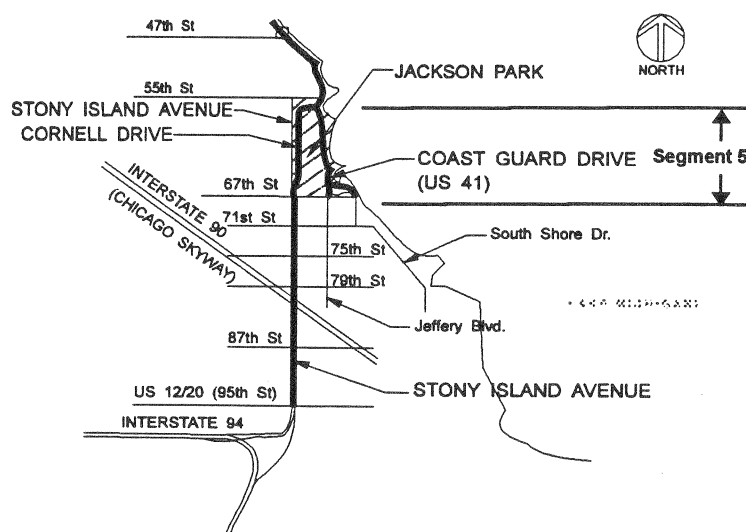 47th St
NORTH
JACKSON PARK
55th St
STONY ISLAND AVENUE
CORNELL DRIVE
COAST GUARD DRIVE
(US 41)
Segment 5
67th St
INTERSTATE 90
(CHICAGO SKYWAY)
71st St
South Shore Dr.
75th St
79th St
Jeffery Blvd.
87th St
US 12/20 (95th St)
STONY ISLAND AVENUE
INTERSTATE 94